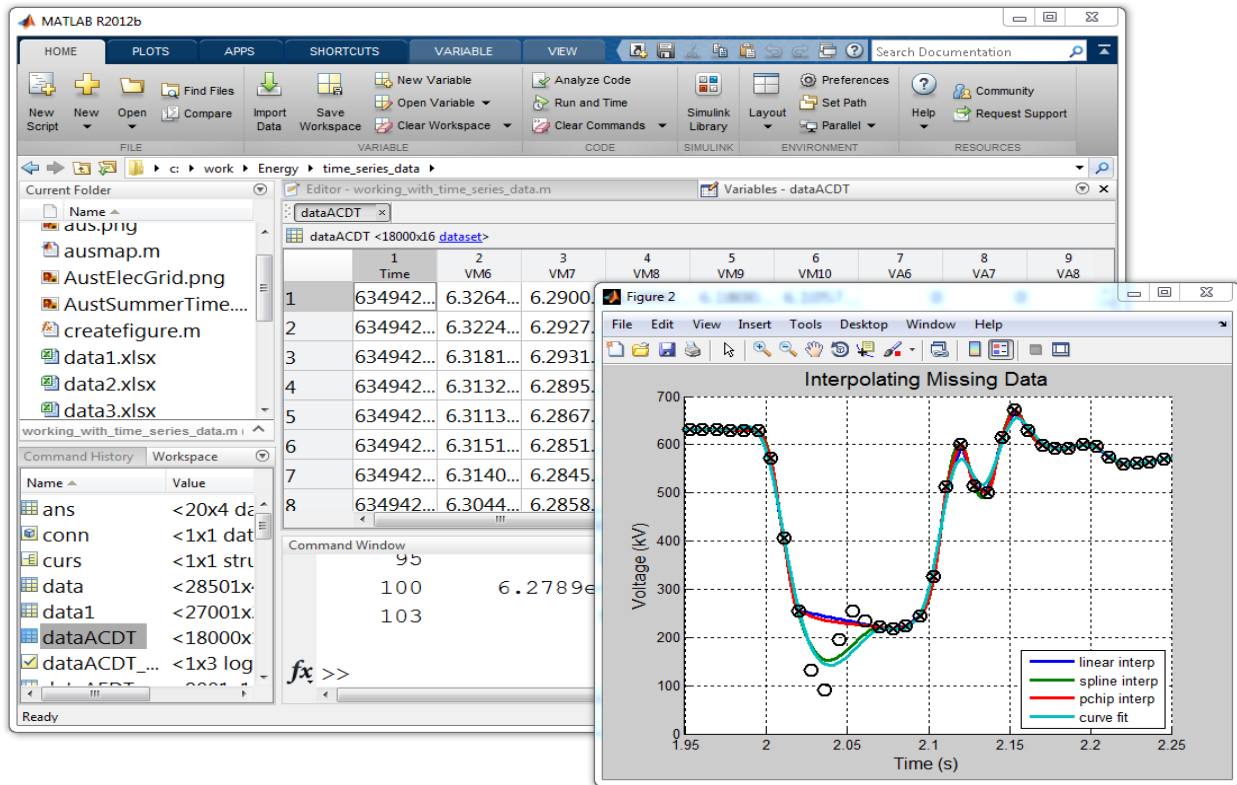 MATLAB R2012b
HOME PLOTS APPS SHORTCUTS VARIABLE VIEW Search Documentation
New Script
New
Open
Find Files
Compare
Import Data
Save Workspace
New Variable
Open Variable
Clear Workspace
Analyze Code
Run and Time
Clear Commands
Simulink Library
Layout
Preferences
Set Path
Parallel
Help
Community
Request Support
FILE VARIABLE CODE SIMULINK ENVIRONMENT RESOURCES
c: work Energy time_series_data
Current Folder
Name
aus.png
ausmap.m
AustElecGrid.png
AustSummerTime....
createfigure.m
data1.xlsx
data2.xlsx
data3.xlsx
working_with_time_series_data.m (
Command History Workspace
Name Value
ans <20x4 da
conn <1x1 dat
curs <1x1 stru
data <28501x4
data1 <27001x
dataACDT <18000x
dataACDT_... <1x3 log
Ready
Editor - working_with_time_series_data.m
Variables - dataACDT
dataACDT
dataACDT <18000x16 dataset>
1 2 3 4 5 6 7 8 9
Time VM6 VM7 VM8 VM9 VM10 VA6 VA7 VA8
1 634942... 6.3264... 6.2900.
2 634942... 6.3224... 6.2927.
3 634942... 6.3181... 6.2931.
4 634942... 6.3132... 6.2895.
5 634942... 6.3113... 6.2867.
6 634942... 6.3151... 6.2851.
7 634942... 6.3140... 6.2845.
8 634942... 6.3044... 6.2858.
Command Window
95
100 6.2789e
103
fx >>
Figure 2
File Edit View Insert Tools Desktop Window Help
Interpolating Missing Data
Voltage (kV)
700
600
500
400
300
200
100
0
linear interp
spline interp
pchip interp
curve fit
1.95 2 2.05 2.1 2.15 2.2 2.25
Time (s)